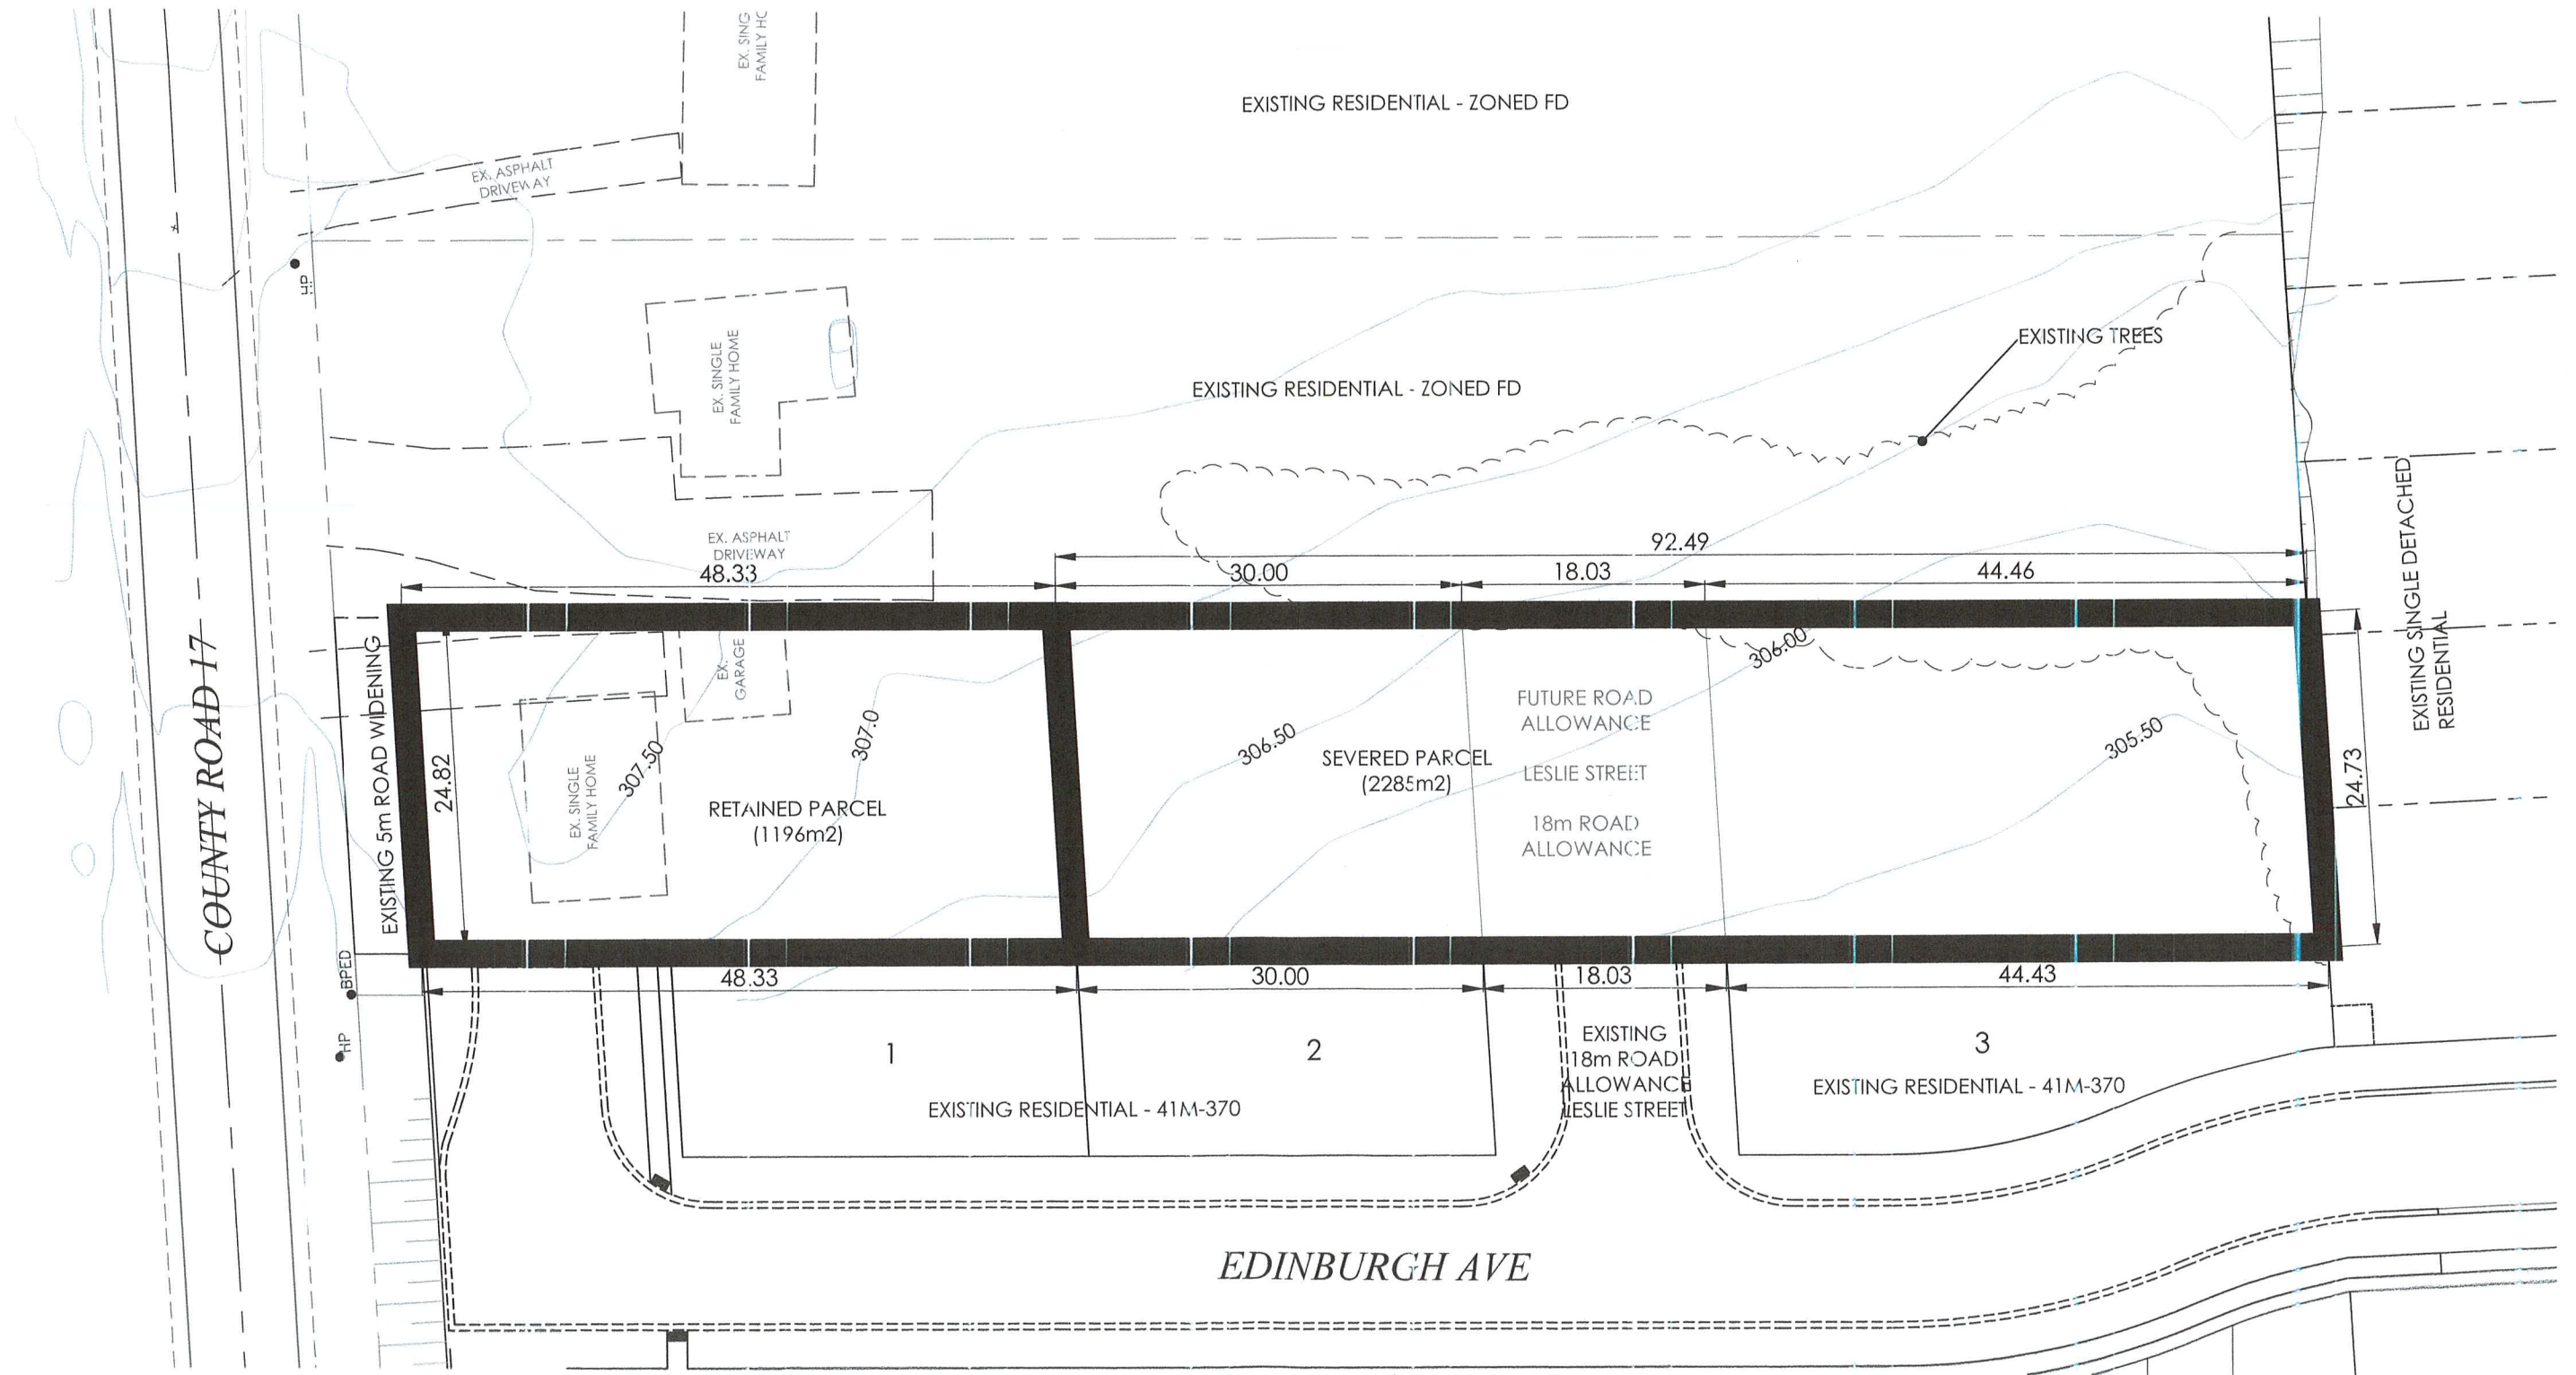 EX. SING
FAMILY HO
EXISTING RESIDENTIAL - ZONED FD
EX. ASPHALT
DRIVEWAY
HP
EX. SINGLE
FAMILY HOME
EXISTING TREES
EXISTING RESIDENTIAL - ZONED FD
EX. ASPHALT
DRIVEWAY
92.49
48.33
30.00
18.03
44.46
EXISTING SINGLE DETACHED
RESIDENTIAL
COUNTY ROAD 17
EXISTING 5m ROAD WIDENING
24.82
EX. SINGLE
FAMILY HOME
307.50
EX.
GARAGE
307.0
RETAINED PARCEL
(1196m2)
306.50
SEVERED PARCEL
(2285m2)
306.00
FUTURE ROAD
ALLOWANCE
LESLIE STREET
18m ROAD
ALLOWANCE
305.50
24.73
BPED
HP
48.33
30.00
18.03
44.43
1
2
3
EXISTING RESIDENTIAL - 41M-370
EXISTING
18m ROAD
ALLOWANCE
LESLIE STREET
EXISTING RESIDENTIAL - 41M-370
EDINBURGH AVE